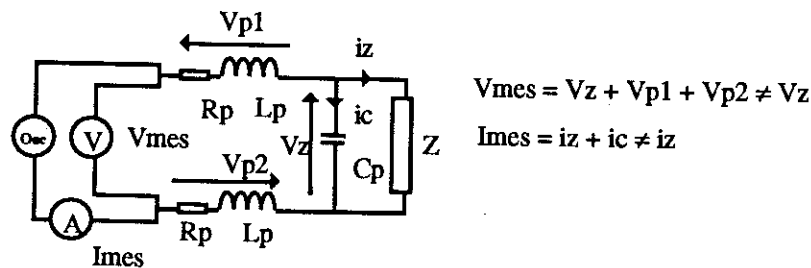 Vp1
iz
Rp Lp
ic
Vmes = Vz + Vp1 + Vp2 ≠ Vz
V
Vmes
Vz
Imes = iz + ic ≠ iz
Vp2
Cp
Z
A
Rp Lp
Imes